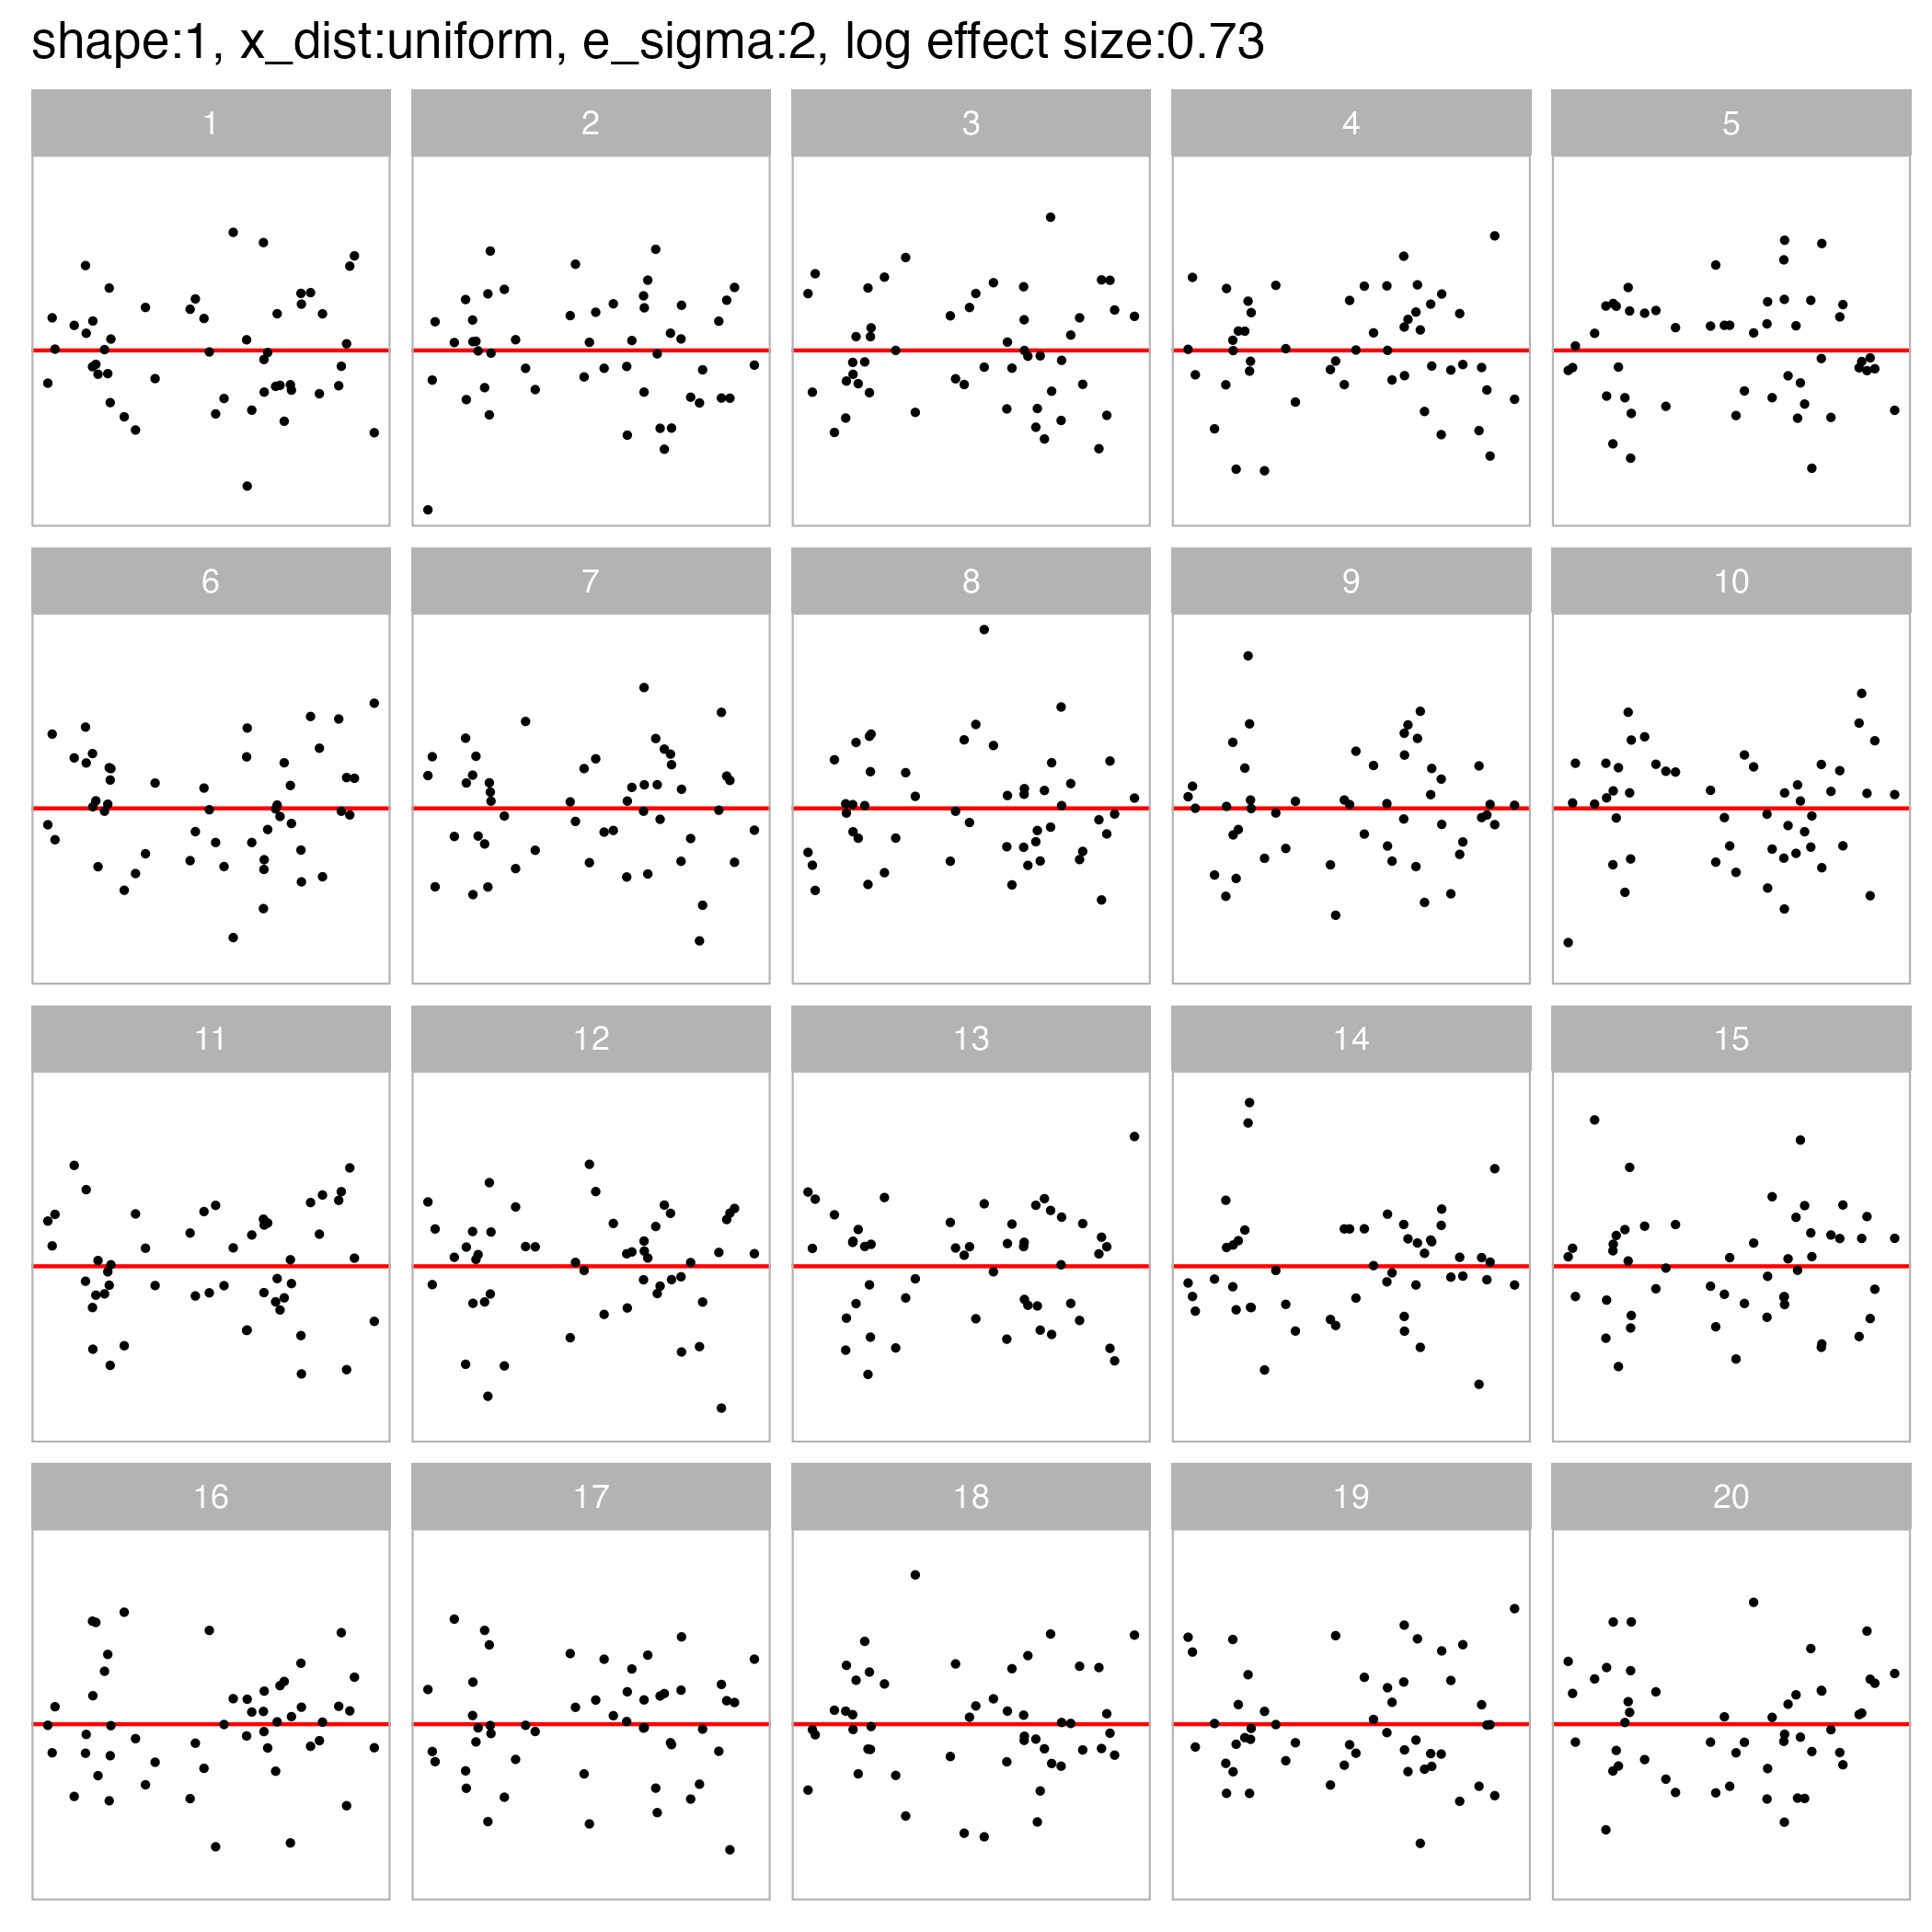 shape:1, x_dist:uniform, e_sigma:2, log effect size:0.73
1 2 3 4 5
6 7 8 9 10
11 12 13 14 15
16 17 18 19 20